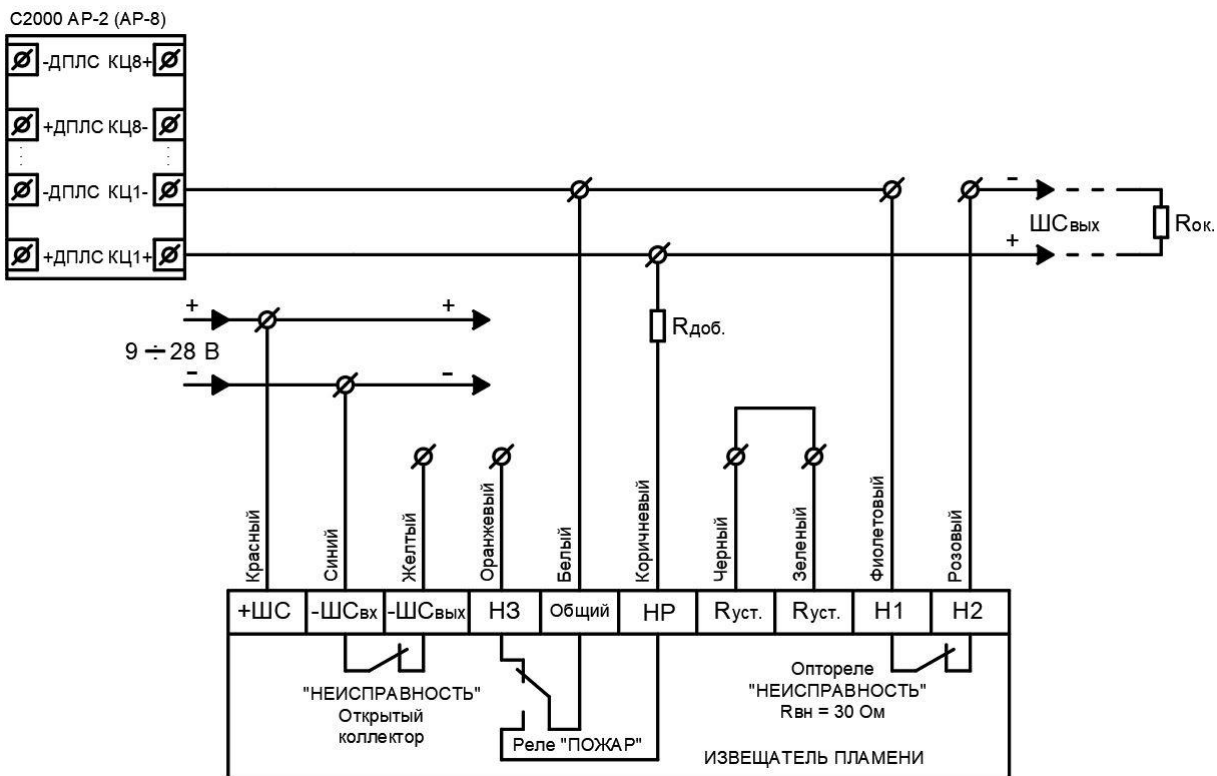 С2000 АР-2 (АР-8)
-ДПЛС КЦ8+
+ДПЛС КЦ8-
-ДПЛС КЦ1-
+ДПЛС КЦ1+
-
ШСвых
+
Rок.
+ +
9 ÷ 28 В
- -
Rдоб.
Красный
Синий
Желтый
Оранжевый
Белый
Коричневый
Черный
Зеленый
Фиолетовый
Розовый
+ШС -ШСвх -ШСвых НЗ Общий НР Rуст. Rуст. Н1 Н2
"НЕИСПРАВНОСТЬ"
Открытый
коллектор
Реле "ПОЖАР"
Оптореле
"НЕИСПРАВНОСТЬ"
Rвн = 30 Ом
ИЗВЕЩАТЕЛЬ ПЛАМЕНИ